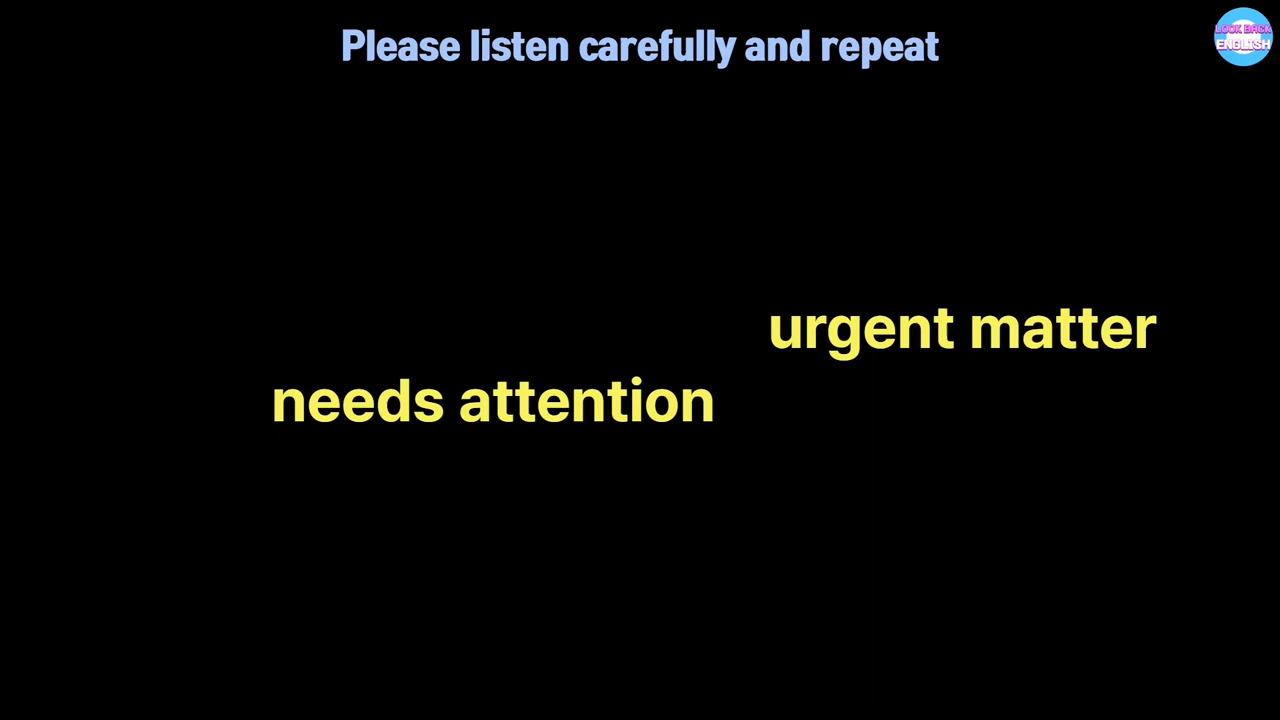 Please listen carefully and repeat
LOOK BACK
ENGLISH
urgent matter
needs attention